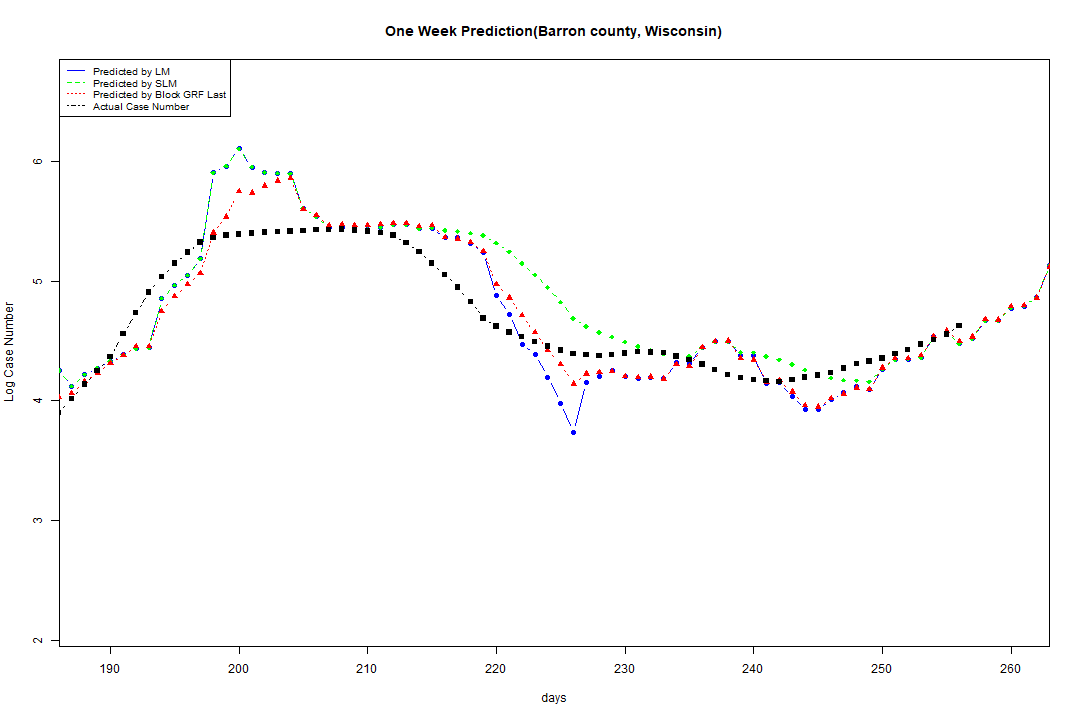 One Week Prediction(Barron county, Wisconsin)
Predicted by LM
Predicted by SLM
Predicted by Block GRF Last
Actual Case Number
6
5
4
3
2
Log Case Number
190 200 210 220 230 240 250 260
days